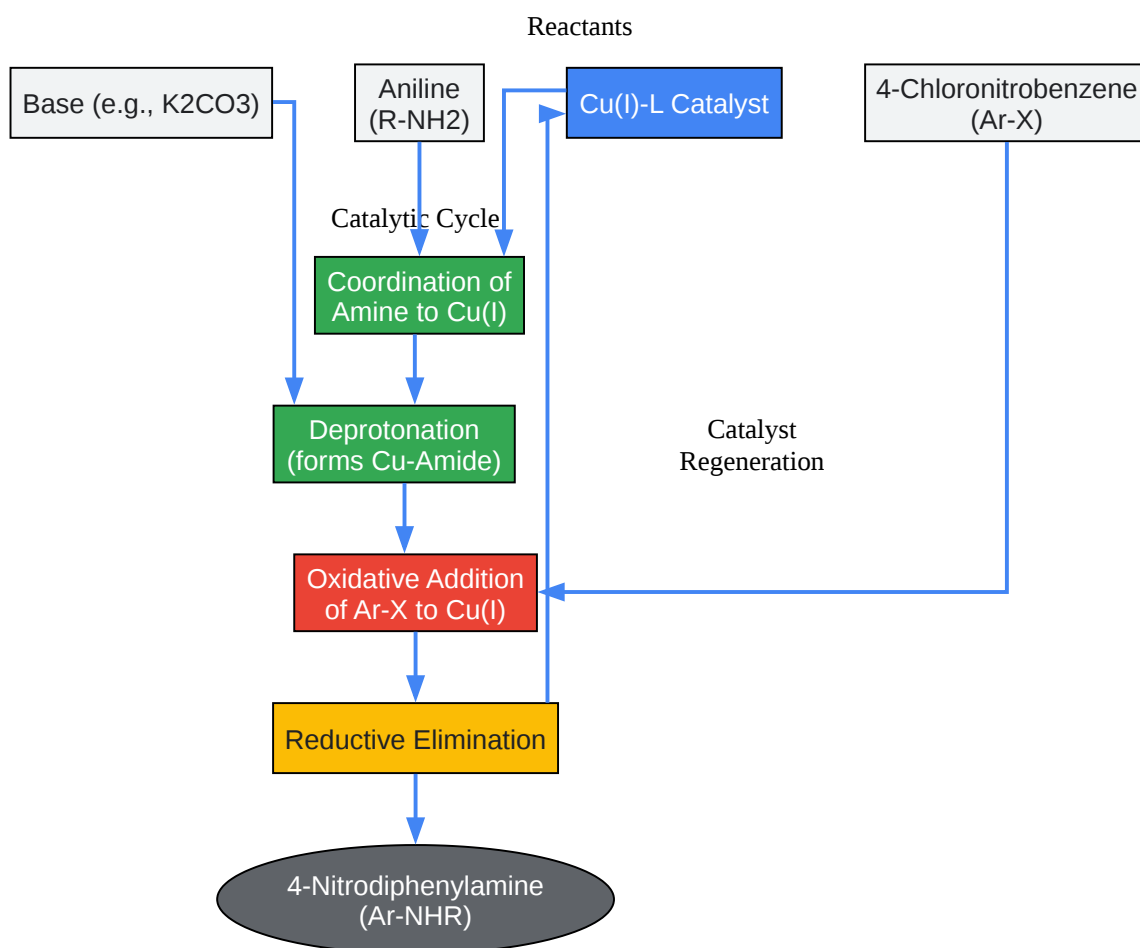 Reactants
Base (e.g., K2CO3)
Aniline
(R-NH2)
Cu(I)-L Catalyst
4-Chloronitrobenzene
(Ar-X)
Catalytic Cycle
Coordination of
Amine to Cu(I)
Deprotonation
(forms Cu-Amide)
Catalyst
Regeneration
Oxidative Addition
of Ar-X to Cu(I)
Reductive Elimination
4-Nitrodiphenylamine
(Ar-NHR)